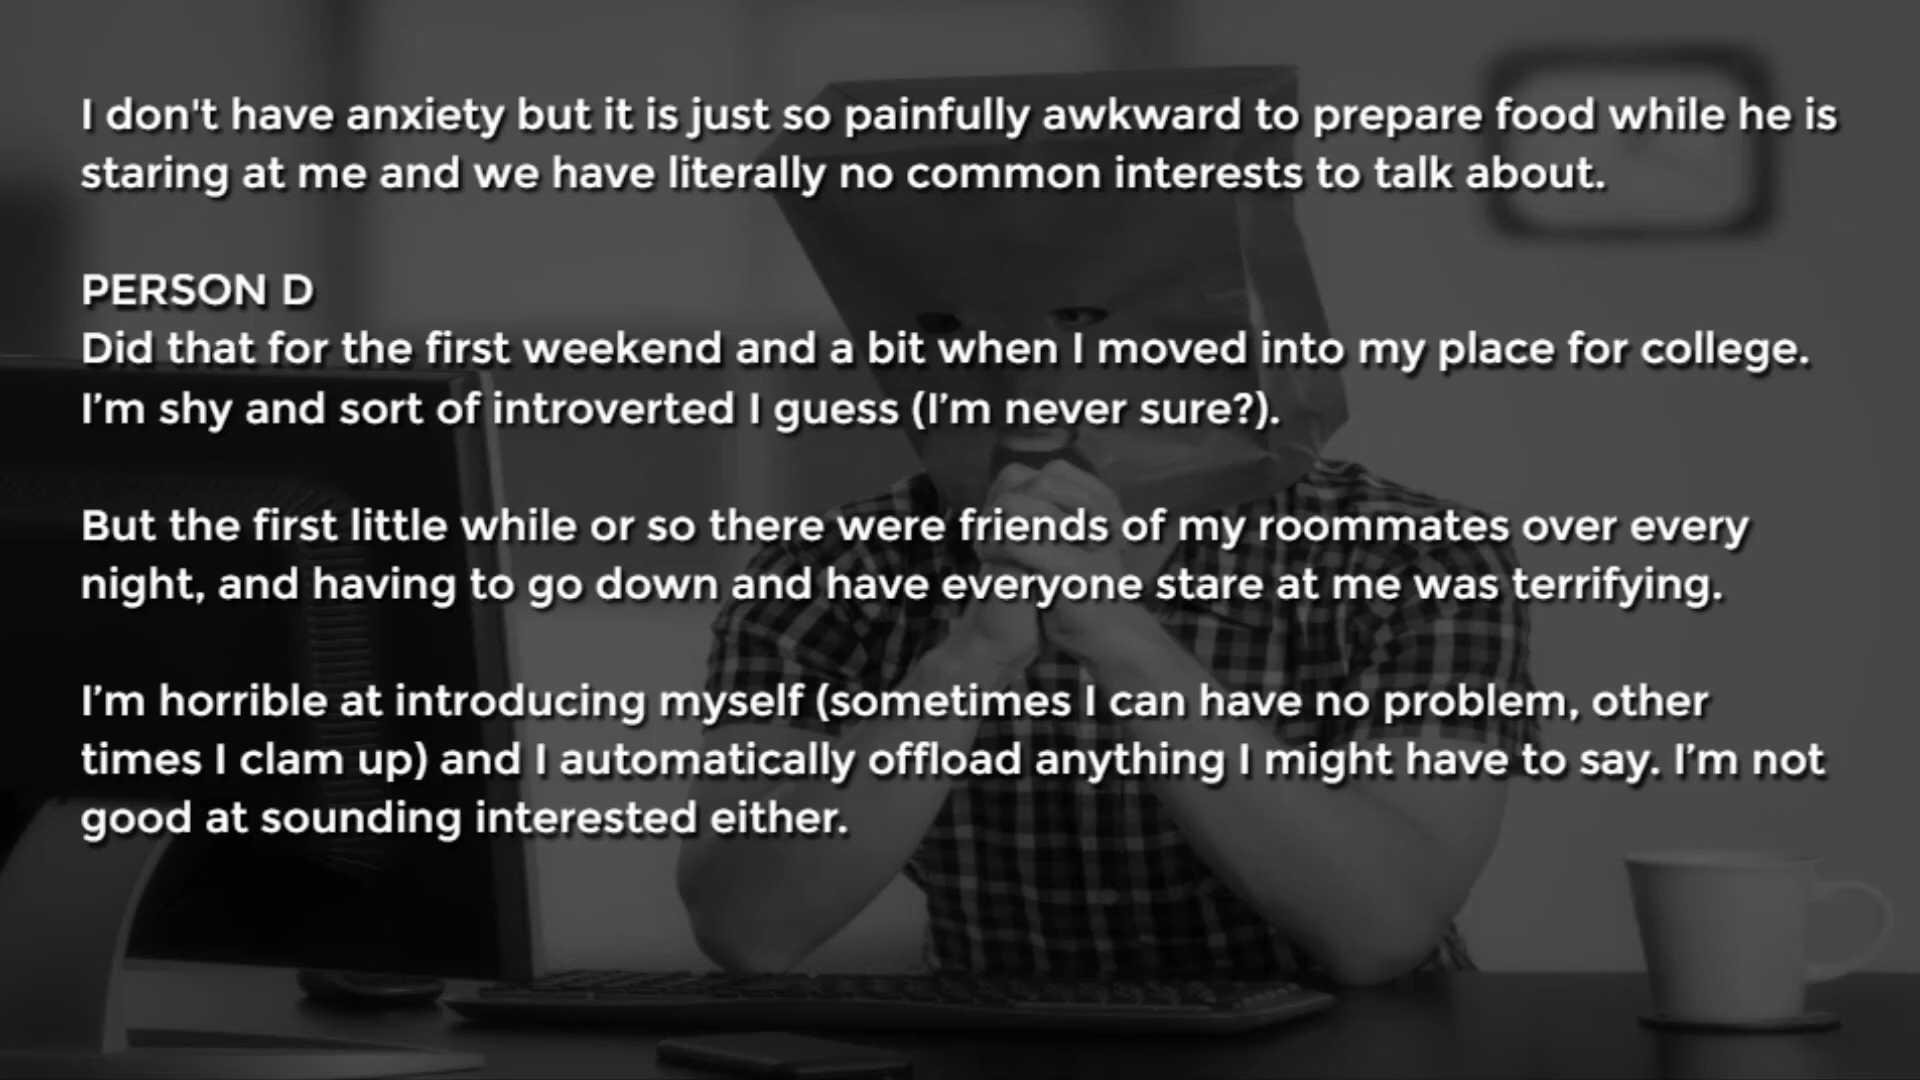 I don't have anxiety but it is just so painfully awkward to prepare food while he is
staring at me and we have literally no common interests to talk about.
PERSON D
Did that for the first weekend and a bit when I moved into my place for college.
I’m shy and sort of introverted I guess (I’m never sure?).
But the first little while or so there were friends of my roommates over every
night, and having to go down and have everyone stare at me was terrifying.
I’m horrible at introducing myself (sometimes I can have no problem, other
times I clam up) and I automatically offload anything I might have to say. I’m not
good at sounding interested either.